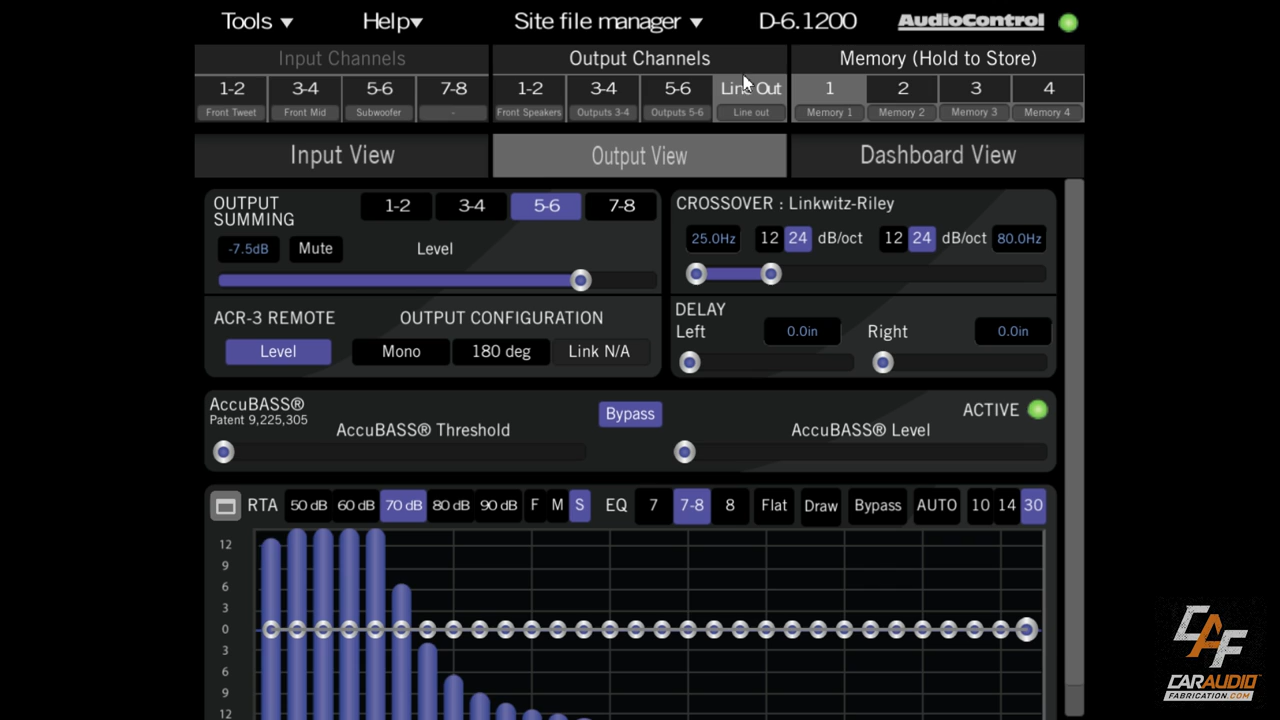 Tools ▼ Help▼ Site file manager ▼ D-6.1200 AudioControl
Input Channels Output Channels Memory (Hold to Store)
1-2 3-4 5-6 7-8 1-2 3-4 5-6 Line Out 1 2 3 4
Front Tweet Front Mid Subwoofer - Front Speakers Outputs 3-4 Outputs 5-6 Line out Memory 1 Memory 2 Memory 3 Memory 4
Input View Output View Dashboard View
OUTPUT SUMMING 1-2 3-4 5-6 7-8
-7.5dB Mute Level
CROSSOVER : Linkwitz-Riley
25.0Hz 12 24 dB/oct 12 24 dB/oct 80.0Hz
ACR-3 REMOTE OUTPUT CONFIGURATION
Level Mono 180 deg Link N/A
DELAY
Left 0.0in Right 0.0in
AccuBASS®
Patent 9,225,305
AccuBASS® Threshold Bypass AccuBASS® Level ACTIVE
RTA 50 dB 60 dB 70 dB 80 dB 90 dB F M S EQ 7 7-8 8 Flat Draw Bypass AUTO 10 14 30
12
9
6
3
0
3
6
9
12
CAF
CARAUDIO
FABRICATION.COM